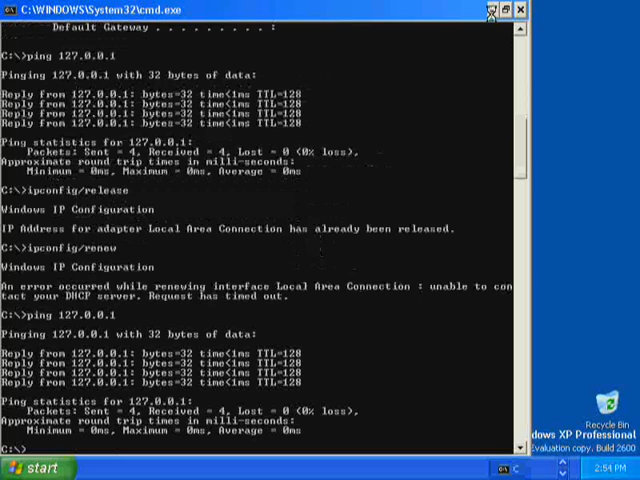 C:\WINDOWS\System32\cmd.exe
Default Gateway . . . . . . . . . :
C:\>ping 127.0.0.1
Pinging 127.0.0.1 with 32 bytes of data:
Reply from 127.0.0.1: bytes=32 time<1ms TTL=128
Reply from 127.0.0.1: bytes=32 time<1ms TTL=128
Reply from 127.0.0.1: bytes=32 time<1ms TTL=128
Reply from 127.0.0.1: bytes=32 time<1ms TTL=128
Ping statistics for 127.0.0.1:
Packets: Sent = 4, Received = 4, Lost = 0 (0% loss),
Approximate round trip times in milli-seconds:
Minimum = 0ms, Maximum = 0ms, Average = 0ms
C:\>ipconfig/release
Windows IP Configuration
IP Address for adapter Local Area Connection has already been released.
C:\>ipconfig/renew
Windows IP Configuration
An error occurred while renewing interface Local Area Connection : unable to con
tact your DHCP server. Request has timed out.
C:\>ping 127.0.0.1
Pinging 127.0.0.1 with 32 bytes of data:
Reply from 127.0.0.1: bytes=32 time<1ms TTL=128
Reply from 127.0.0.1: bytes=32 time<1ms TTL=128
Reply from 127.0.0.1: bytes=32 time<1ms TTL=128
Reply from 127.0.0.1: bytes=32 time<1ms TTL=128
Ping statistics for 127.0.0.1:
Packets: Sent = 4, Received = 4, Lost = 0 (0% loss),
Approximate round trip times in milli-seconds:
Minimum = 0ms, Maximum = 0ms, Average = 0ms
C:\>
Recycle Bin
dows XP Professional
Evaluation copy. Build 2600
start
C
2:54 PM